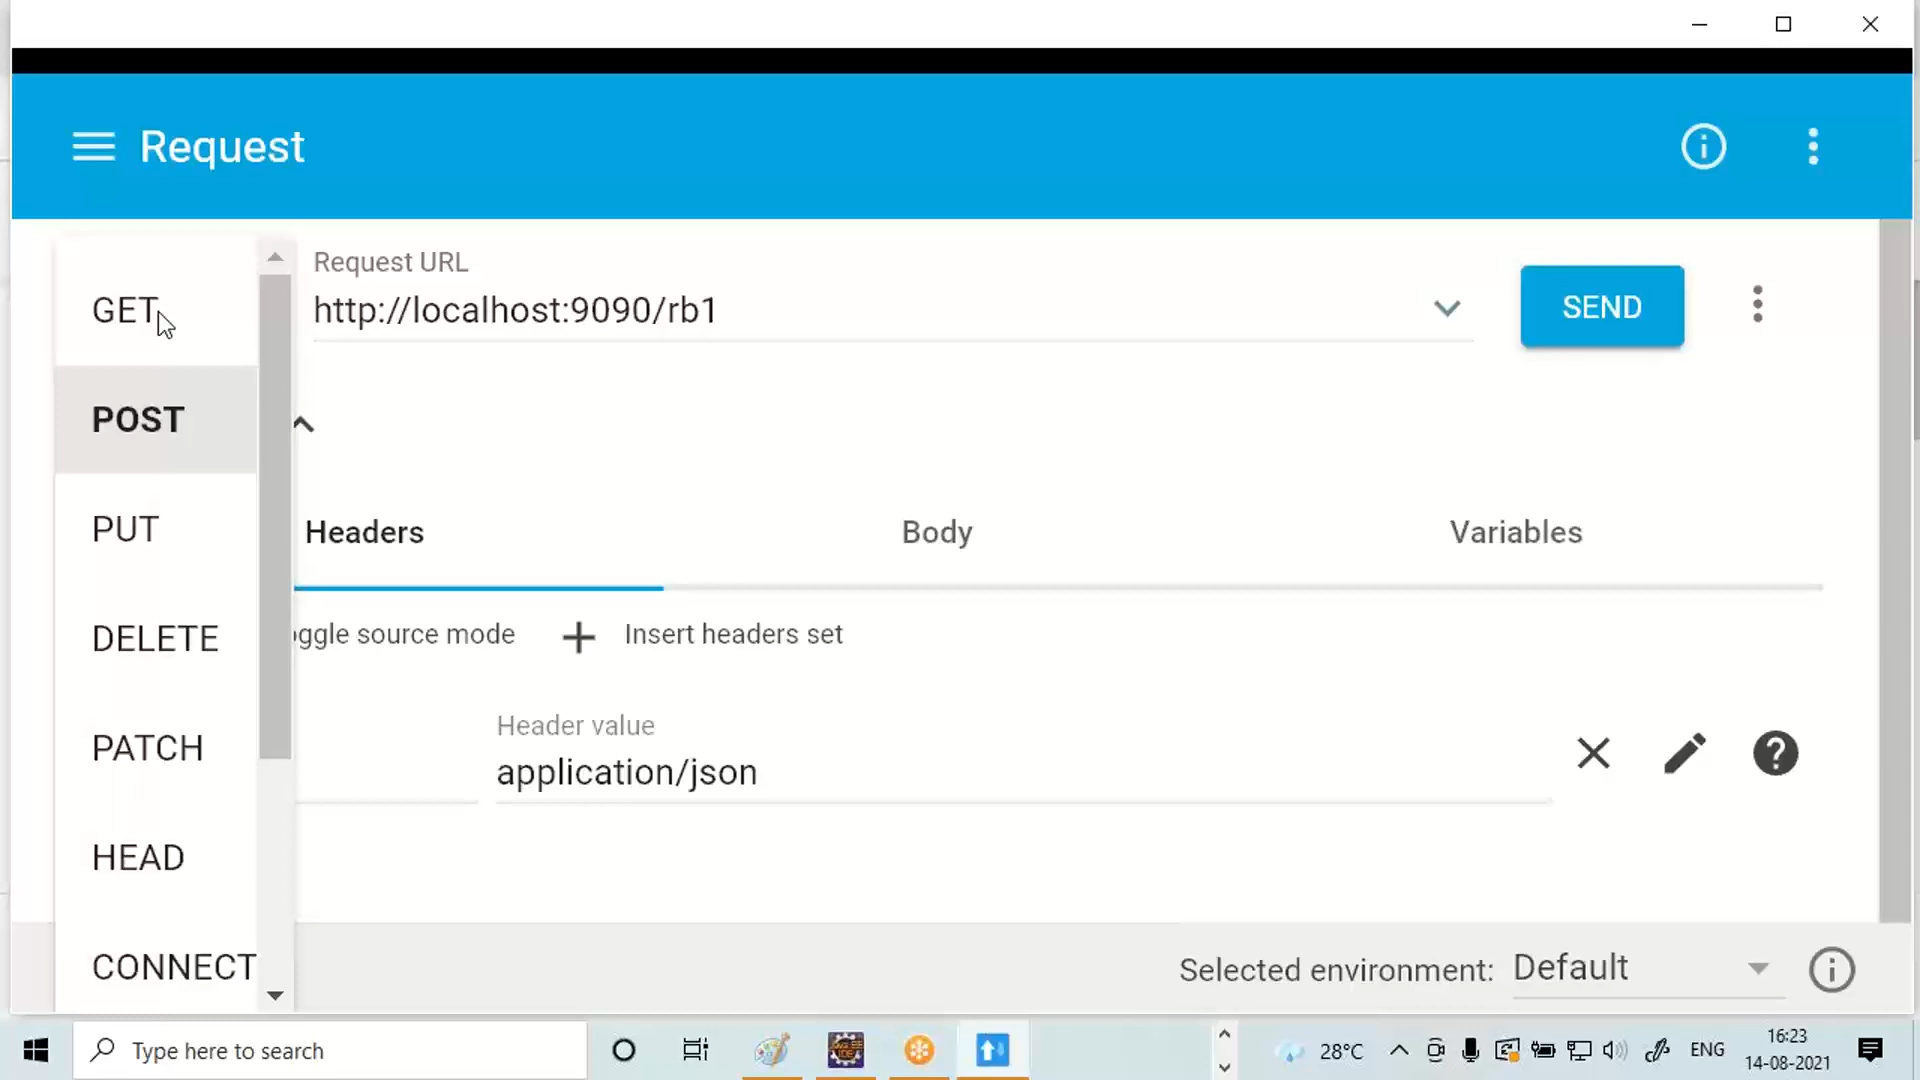 Request
Request URL
http://localhost:9090/rb1
SEND
GET
POST
PUT
DELETE
PATCH
HEAD
CONNECT
Headers
Body
Variables
oggle source mode
Insert headers set
Header value
application/json
Selected environment: Default
Type here to search
28°C
ENG
16:23
14-08-2021